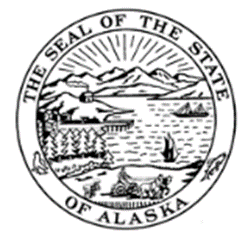 THE SEAL OF THE STATE
OF ALASKA